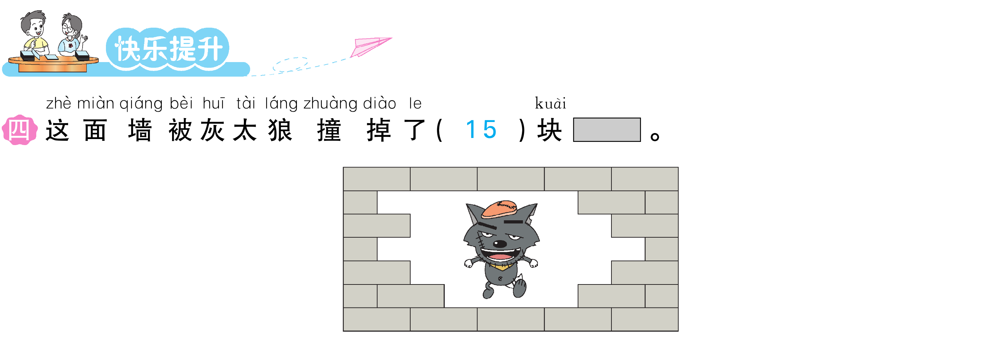 快乐提升
zhè miàn qiáng bèi huī tài láng zhuàng diào le kuài
四 这面墙被灰太狼撞掉了( 15 )块 。